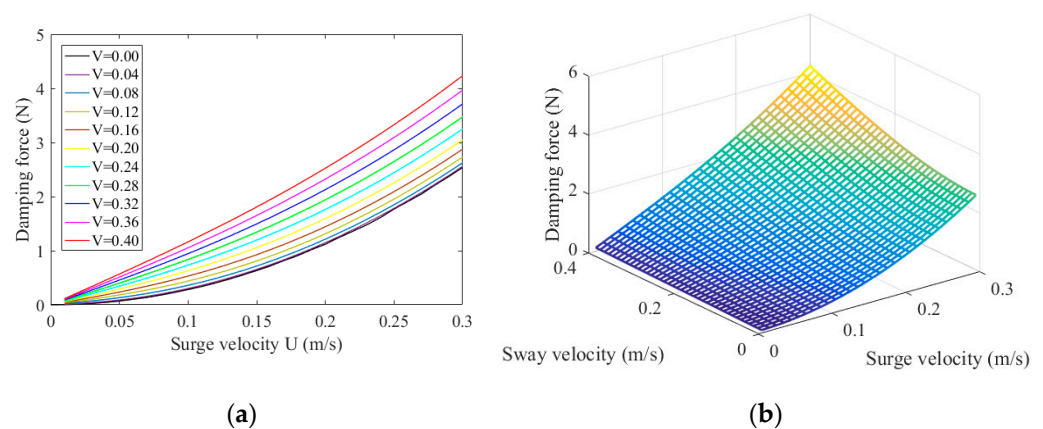 5
4
3
2
1
0
Damping force (N)
V=0.00
V=0.04
V=0.08
V=0.12
V=0.16
V=0.20
V=0.24
V=0.28
V=0.32
V=0.36
V=0.40
0
0.05
0.1
0.15
0.2
0.25
0.3
Surge velocity U (m/s)
(a)
6
4
2
0
Damping force (N)
0.4
0.2
0
Sway velocity (m/s)
0
0.1
0.2
0.3
Surge velocity (m/s)
(b)